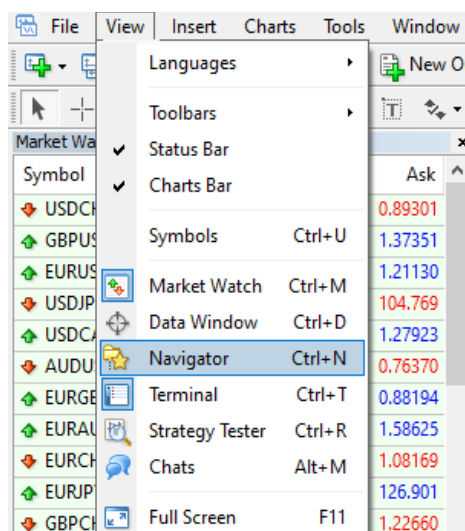 File View Insert Charts Tools Window
Languages
New O
Toolbars
T
Market Wa
Status Bar
Symbol
Ask
Charts Bar
USDCH
0.89301
GBPUS
1.37351
Symbols Ctrl+U
EURUS
1.21130
Market Watch Ctrl+M
USDJP
104.769
Data Window Ctrl+D
USDCA
1.27923
Navigator Ctrl+N
AUDU
0.76370
Terminal Ctrl+T
EURGE
0.88194
Strategy Tester Ctrl+R
EURAU
1.58625
Chats Alt+M
EURCH
1.08169
EURJP
126.901
Full Screen F11
GBPCH
1.22660